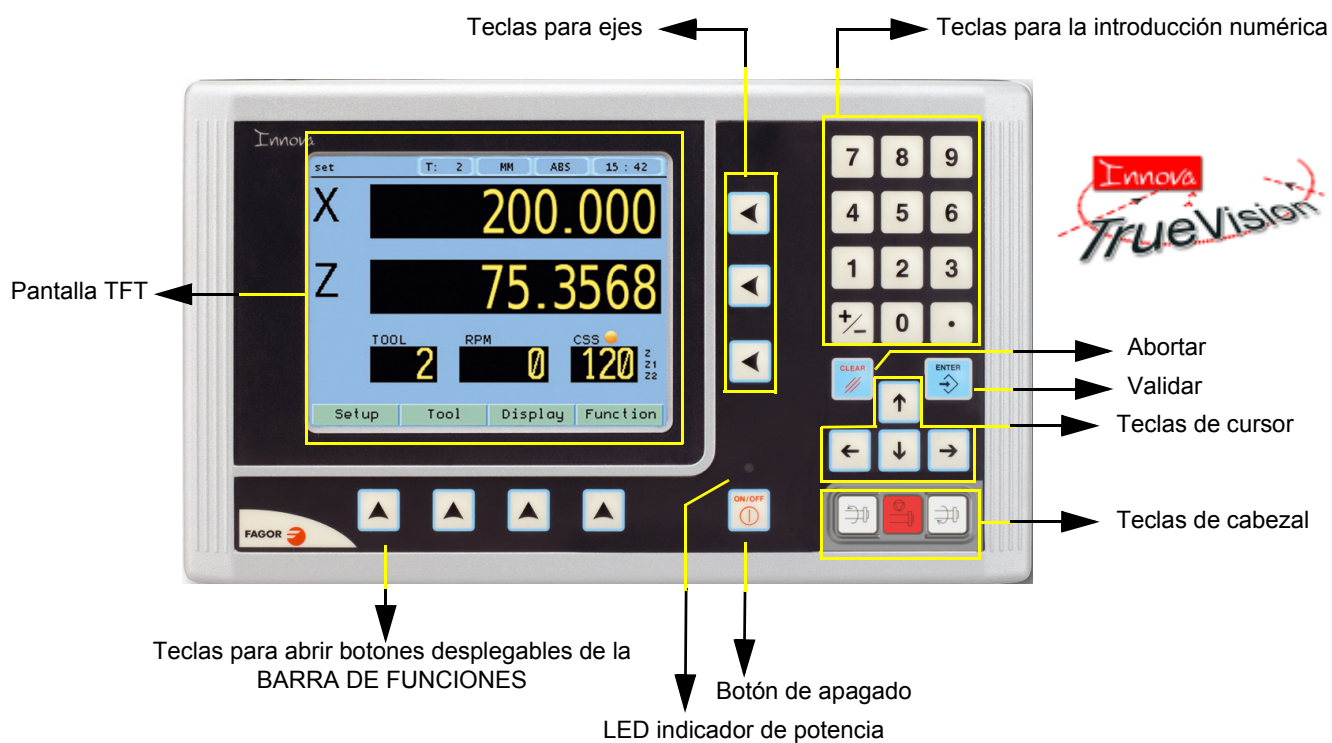 Teclas para ejes
Teclas para la introducción numérica
Innova
set T: 2 MM ABS 15 : 42
X 200.000
Z 75.3568
TOOL RPM CSS
2 0 120 Z
Z1
Z2
Setup Tool Display Function
Pantalla TFT
7 8 9
4 5 6
1 2 3
+/- 0 .
Innova
TrueVision
CLEAR
ENTER
Abortar
Validar
Teclas de cursor
ON/OFF
Teclas de cabezal
FAGOR
Teclas para abrir botones desplegables de la
BARRA DE FUNCIONES
Botón de apagado
LED indicador de potencia